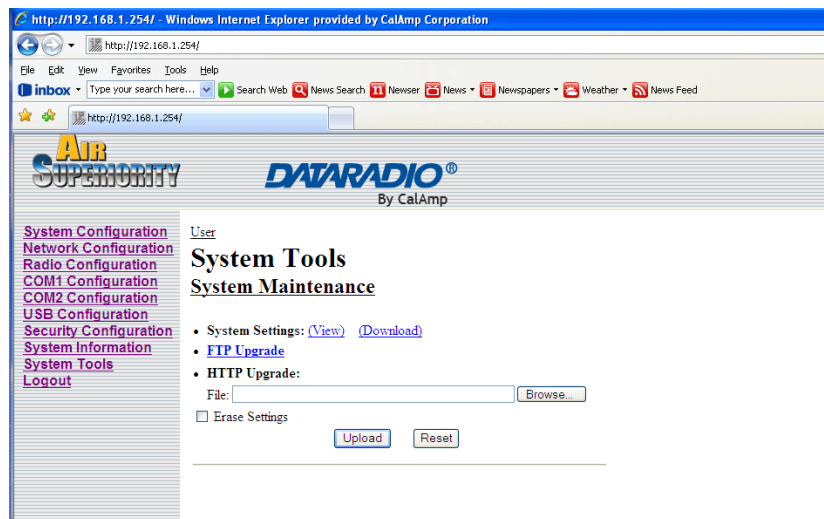 http://192.168.1.254/ - Windows Internet Explorer provided by CalAmp Corporation
http://192.168.1.254/
File Edit View Favorites Tools Help
inbox Type your search here... Search Web News Search Newser News Newspapers Weather News Feed
http://192.168.1.254/
AIR
SUPERIORITY
DATARADIO®
By CalAmp
System Configuration
Network Configuration
Radio Configuration
COM1 Configuration
COM2 Configuration
USB Configuration
Security Configuration
System Information
System Tools
Logout
User
System Tools
System Maintenance
• System Settings: (View) (Download)
• FTP Upgrade
• HTTP Upgrade:
File: Browse...
Erase Settings
Upload Reset